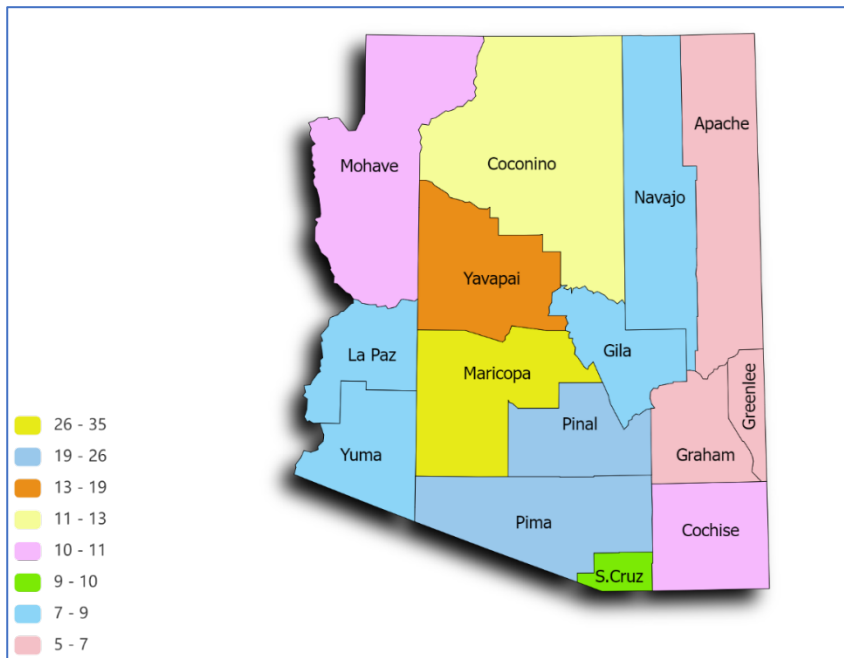 Apache
Mohave
Coconino
Navajo
Yavapai
La Paz
Gila
Maricopa
Greenlee
Pinal
Yuma
Graham
Pima
Cochise
S.Cruz
26 - 35
19 - 26
13 - 19
11 - 13
10 - 11
9 - 10
7 - 9
5 - 7